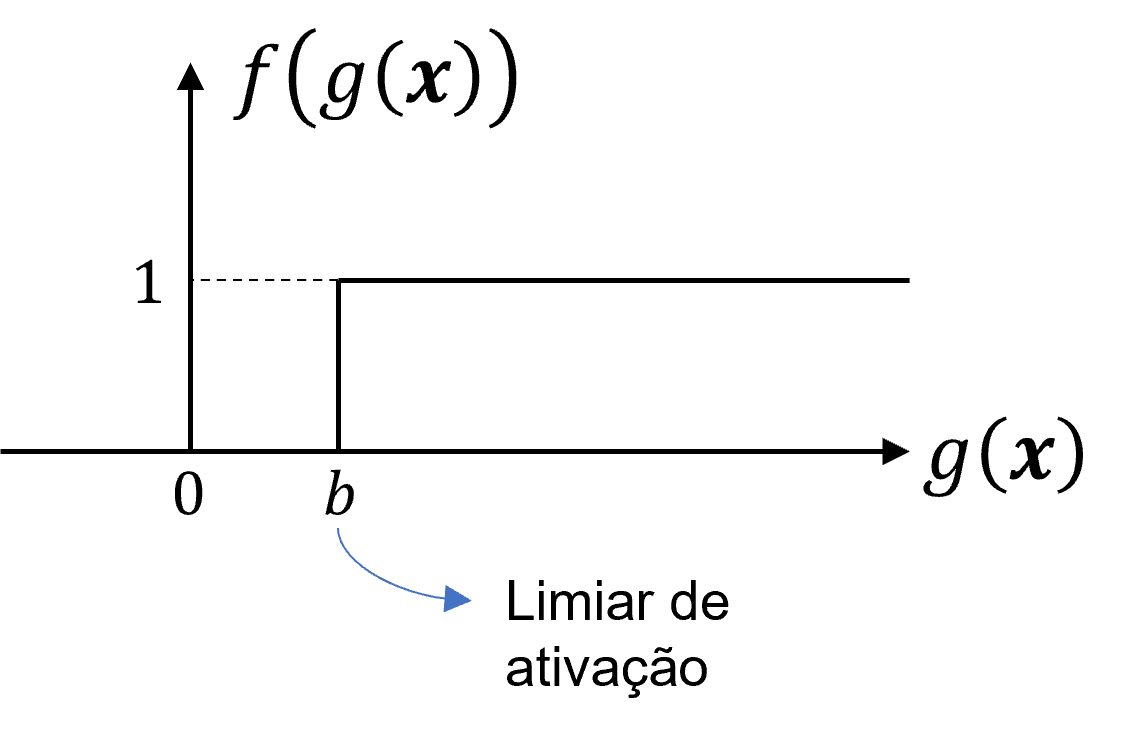 f(g(x))
1
g(x)
0
b
Limiar de
ativação